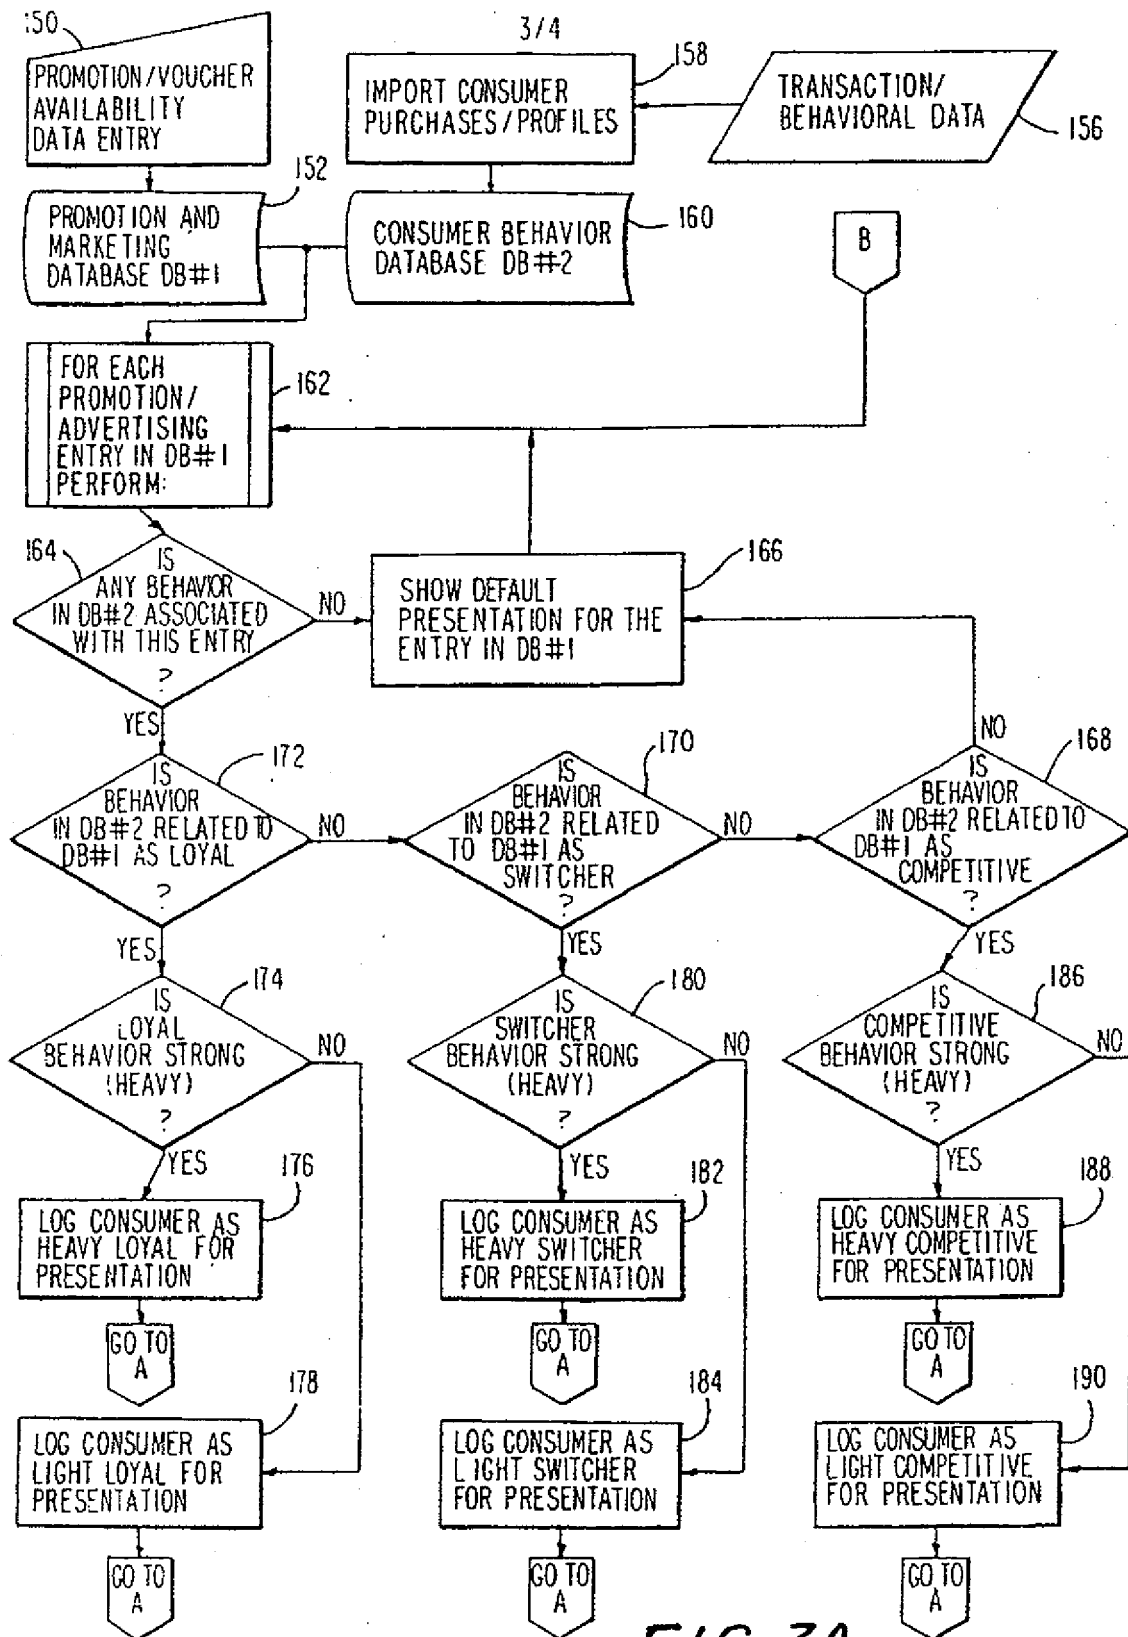 3/4
150
PROMOTION/VOUCHER
AVAILABILITY
DATA ENTRY
IMPORT CONSUMER
PURCHASES/PROFILES
158
TRANSACTION/
BEHAVIORAL DATA
156
152
PROMOTION AND
MARKETING
DATABASE DB#1
CONSUMER BEHAVIOR
DATABASE DB#2
160
B
FOR EACH
PROMOTION/
ADVERTISING
ENTRY IN DB#1
PERFORM:
162
164
IS
ANY BEHAVIOR
IN DB#2 ASSOCIATED
WITH THIS ENTRY
?
NO
YES
SHOW DEFAULT
PRESENTATION FOR THE
ENTRY IN DB#1
166
172
IS
BEHAVIOR
IN DB#2 RELATED TO
DB#1 AS LOYAL
?
NO
YES
170
IS
BEHAVIOR
IN DB#2 RELATED
TO DB#1 AS
SWITCHER
?
NO
YES
NO
168
IS
BEHAVIOR
IN DB#2 RELATED TO
DB#1 AS
COMPETITIVE
?
YES
174
IS
LOYAL
BEHAVIOR STRONG
(HEAVY)
?
NO
YES
180
IS
SWITCHER
BEHAVIOR STRONG
(HEAVY)
?
NO
YES
186
IS
COMPETITIVE
BEHAVIOR STRONG
(HEAVY)
?
NO
YES
176
LOG CONSUMER AS
HEAVY LOYAL FOR
PRESENTATION
182
LOG CONSUMER AS
HEAVY SWITCHER
FOR PRESENTATION
188
LOG CONSUMER AS
HEAVY COMPETITIVE
FOR PRESENTATION
GO TO
A
GO TO
A
GO TO
A
178
LOG CONSUMER AS
LIGHT LOYAL FOR
PRESENTATION
184
LOG CONSUMER AS
LIGHT SWITCHER
FOR PRESENTATION
190
LOG CONSUMER AS
LIGHT COMPETITIVE
FOR PRESENTATION
GO TO
A
GO TO
A
GO TO
A
FIG. 3A